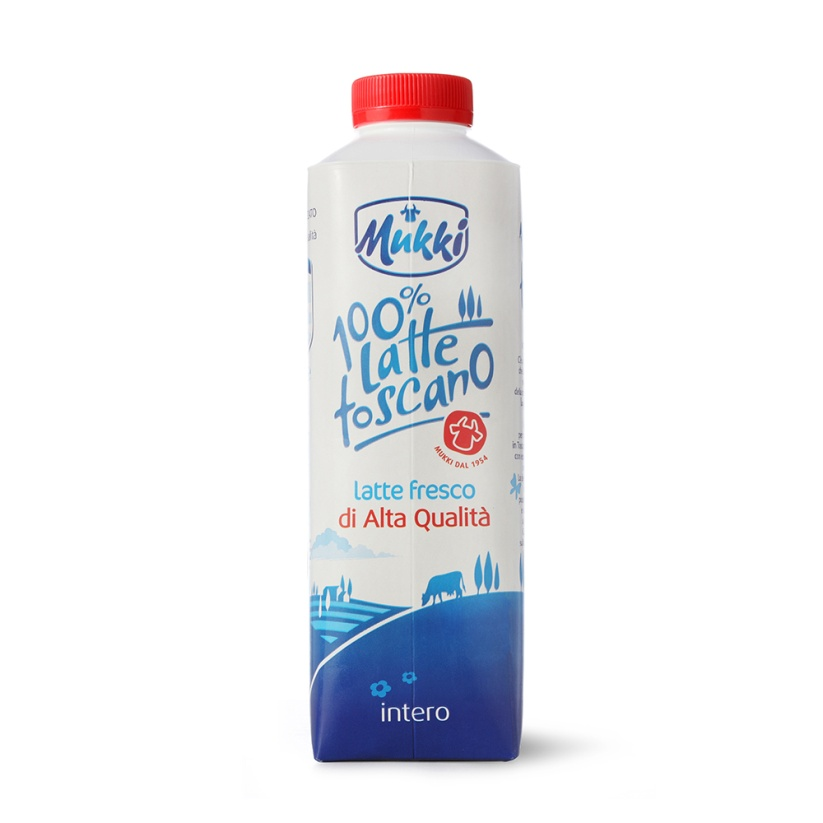 Mukki
100%
latte
toscano
MUKKI DAL 1954
latte fresco
di Alta Qualità
intero